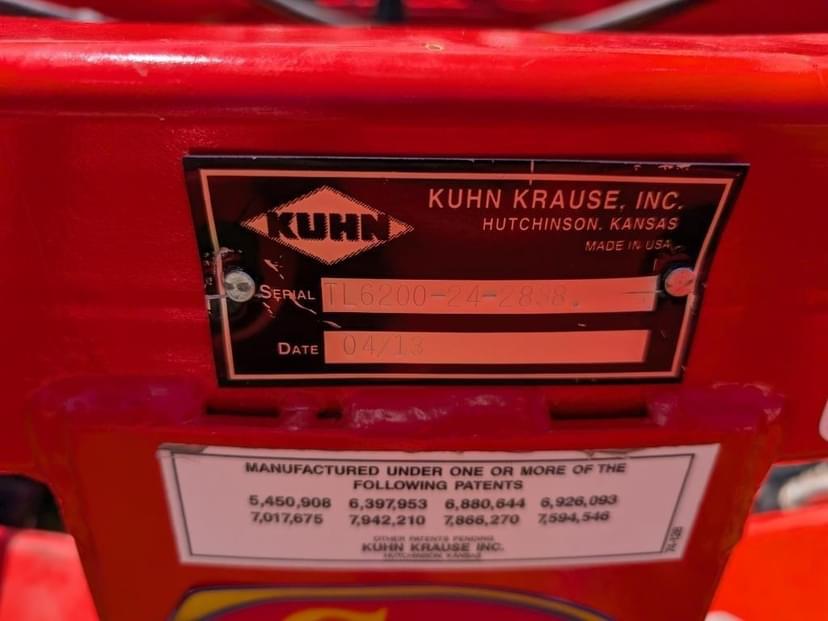 KUHN
KUHN KRAUSE, INC.
HUTCHINSON, KANSAS
MADE IN USA
SERIAL TL6200-24-2838.
DATE 04/13
MANUFACTURED UNDER ONE OR MORE OF THE
FOLLOWING PATENTS
5,450,908 6,397,953 6,880,644 6,926,093
7,017,675 7,942,210 7,866,270 7,594,546
OTHER PATENTS PENDING
KUHN KRAUSE INC.
HUTCHINSON, KANSAS